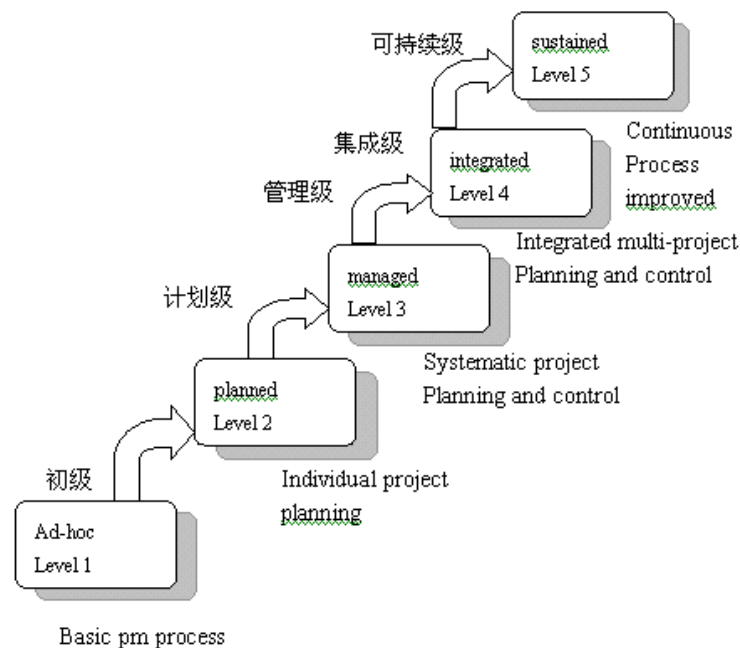 可持续级
sustained
Level 5
Continuous
Process
improved
集成级
integrated
Level 4
Integrated multi-project
Planning and control
管理级
managed
Level 3
Systematic project
Planning and control
计划级
planned
Level 2
Individual project
planning
初级
Ad-hoc
Level 1
Basic pm process